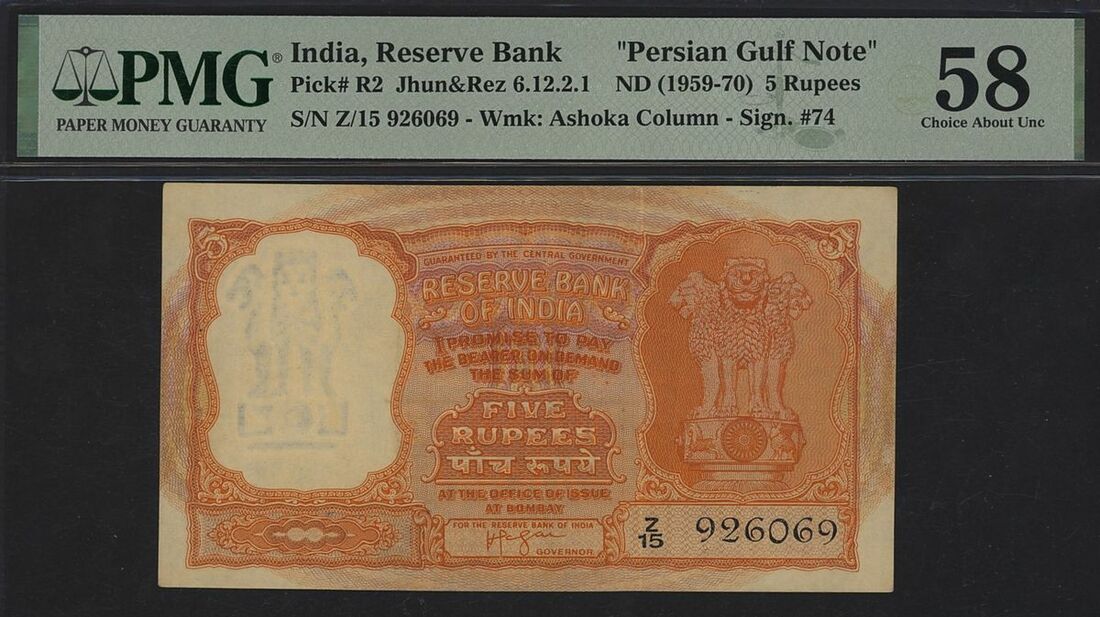 PMG®
PAPER MONEY GUARANTY
India, Reserve Bank "Persian Gulf Note"
Pick# R2 Jhun&Rez 6.12.2.1 ND (1959-70) 5 Rupees
S/N Z/15 926069 - Wmk: Ashoka Column - Sign. #74
58
Choice About Unc
5 5
GUARANTEED BY THE CENTRAL GOVERNMENT
RESERVE BANK
OF INDIA
I PROMISE TO PAY
THE BEARER ON DEMAND
THE SUM OF
FIVE
RUPEES
पाँच रूपये
AT THE OFFICE OF ISSUE
AT BOMBAY
FOR THE RESERVE BANK OF INDIA
GOVERNOR
Z/15 926069